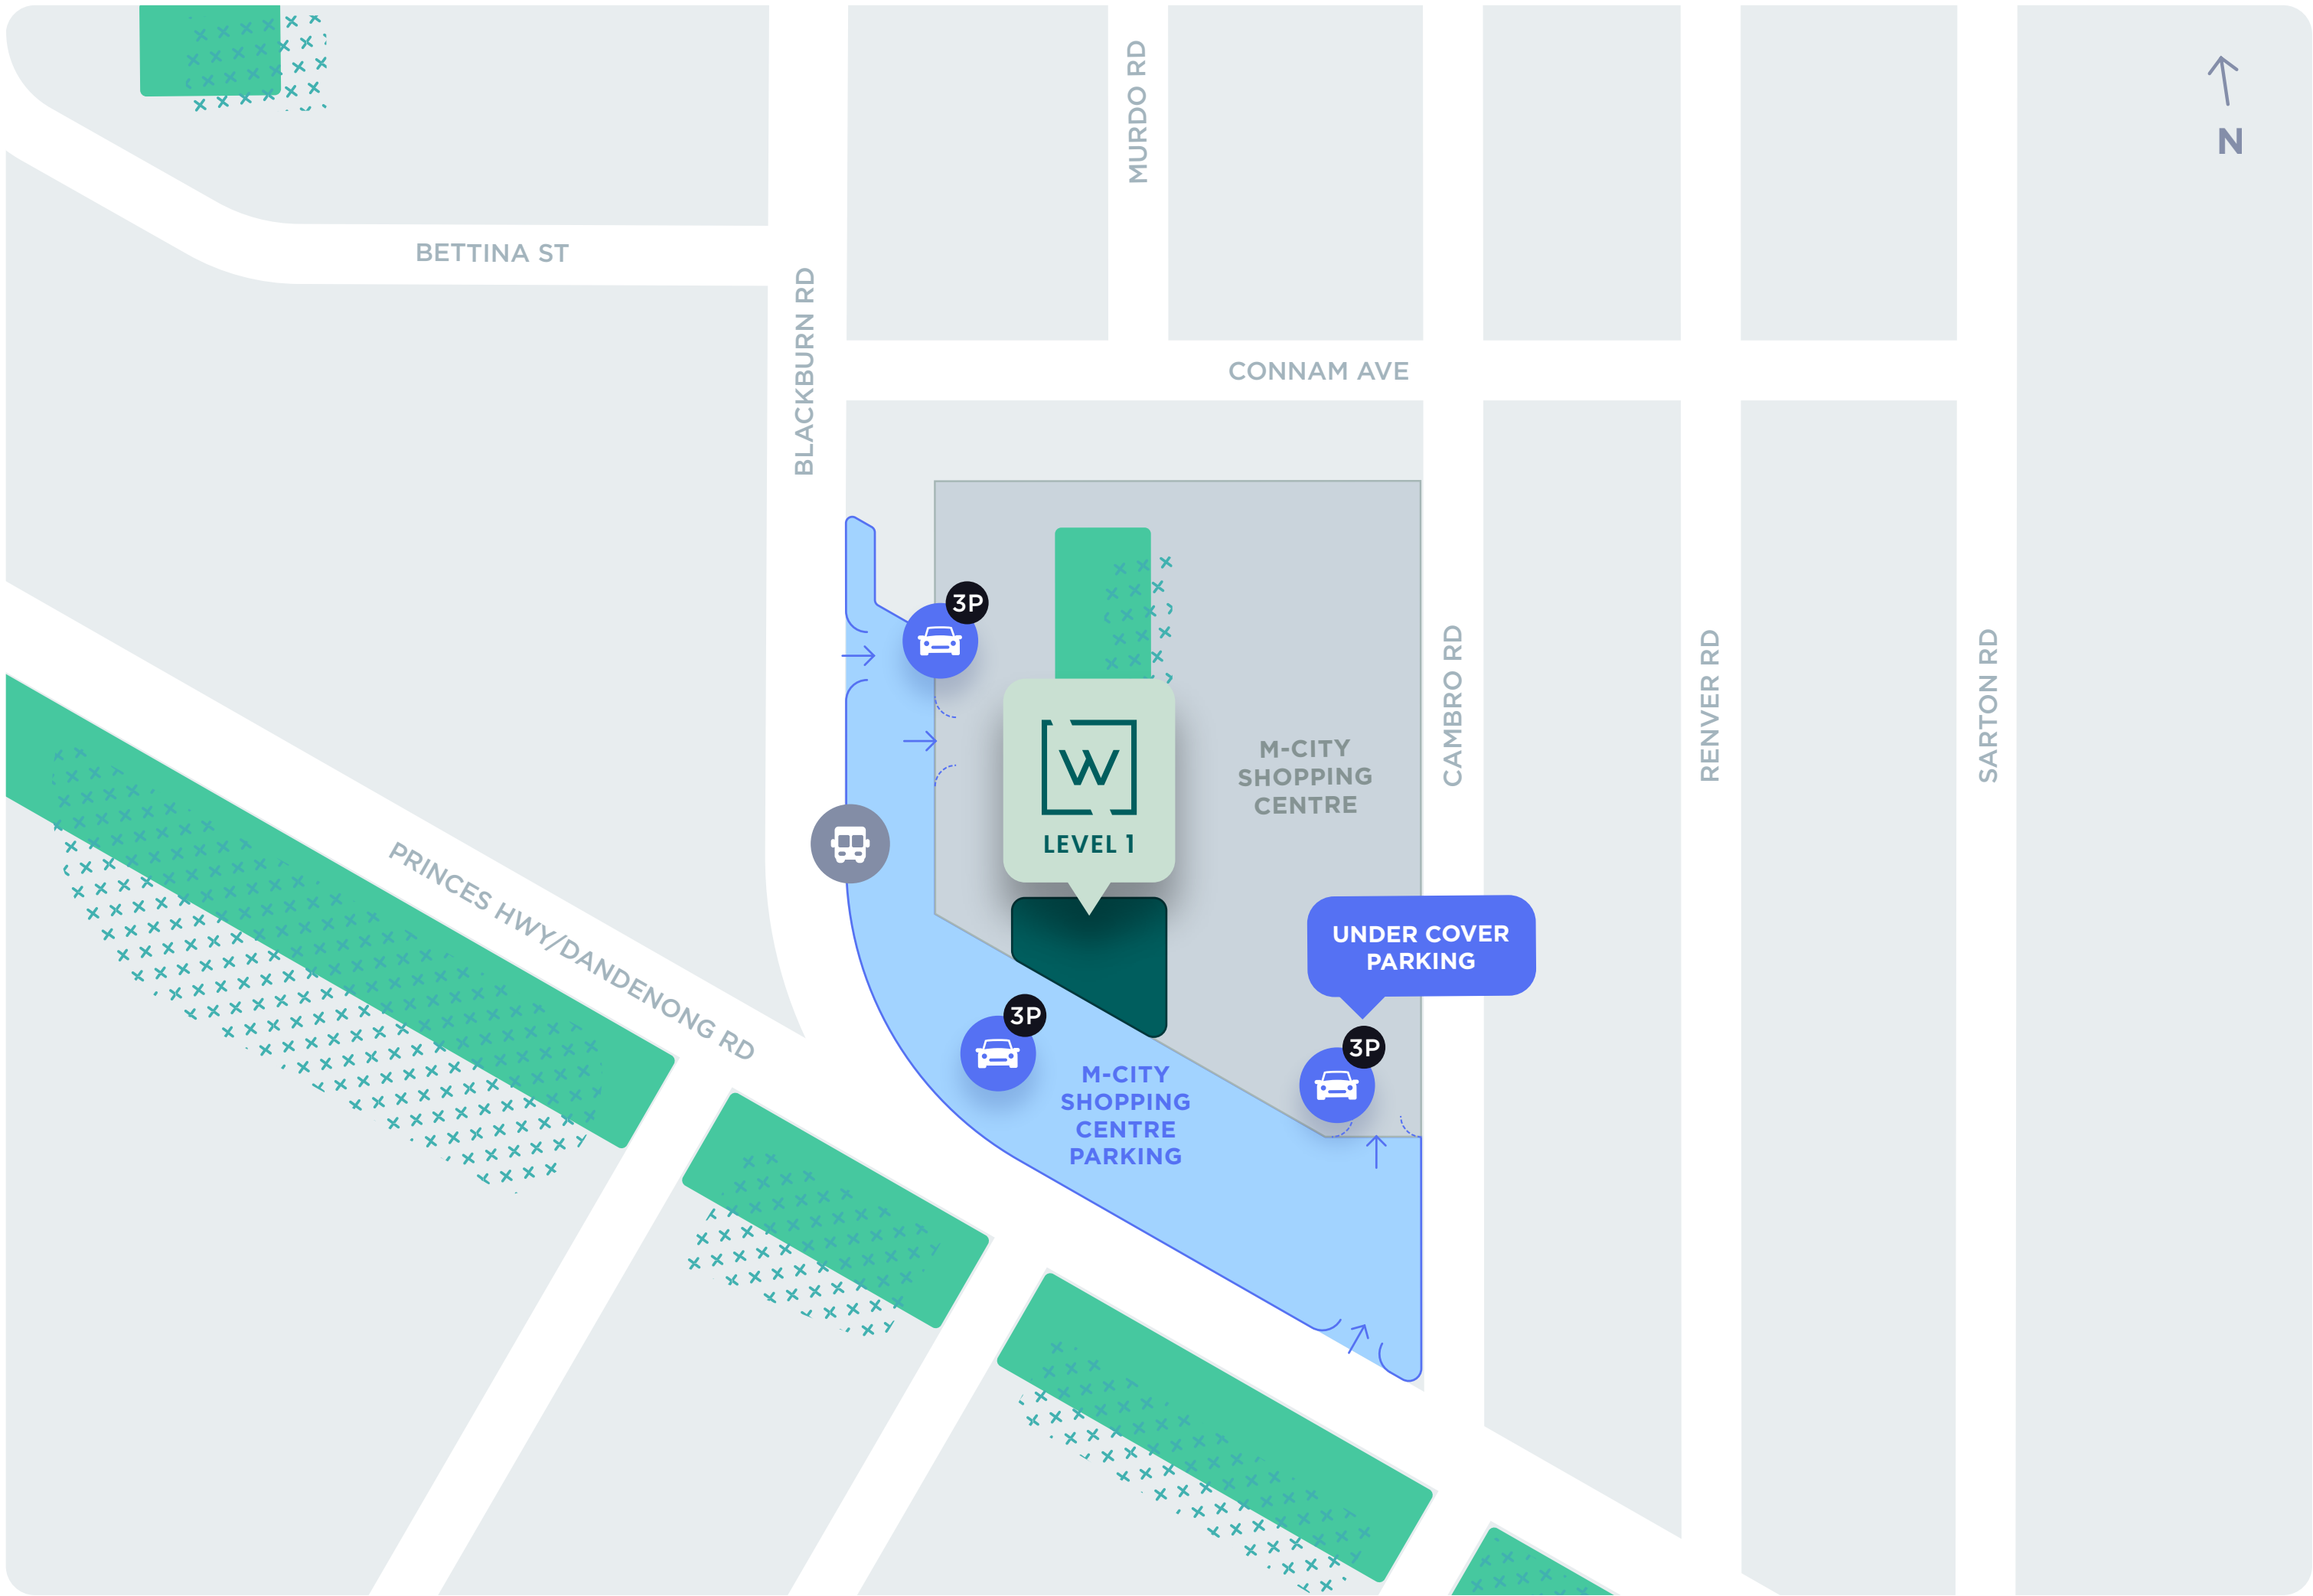 MURDO RD
N
BETTINA ST
BLACKBURN RD
CONNAM AVE
3P
CAMBRO RD
RENVER RD
SARTON RD
M-CITY
SHOPPING
CENTRE
W
LEVEL 1
PRINCES HWY/DANDENONG RD
UNDER COVER
PARKING
3P
3P
M-CITY
SHOPPING
CENTRE
PARKING